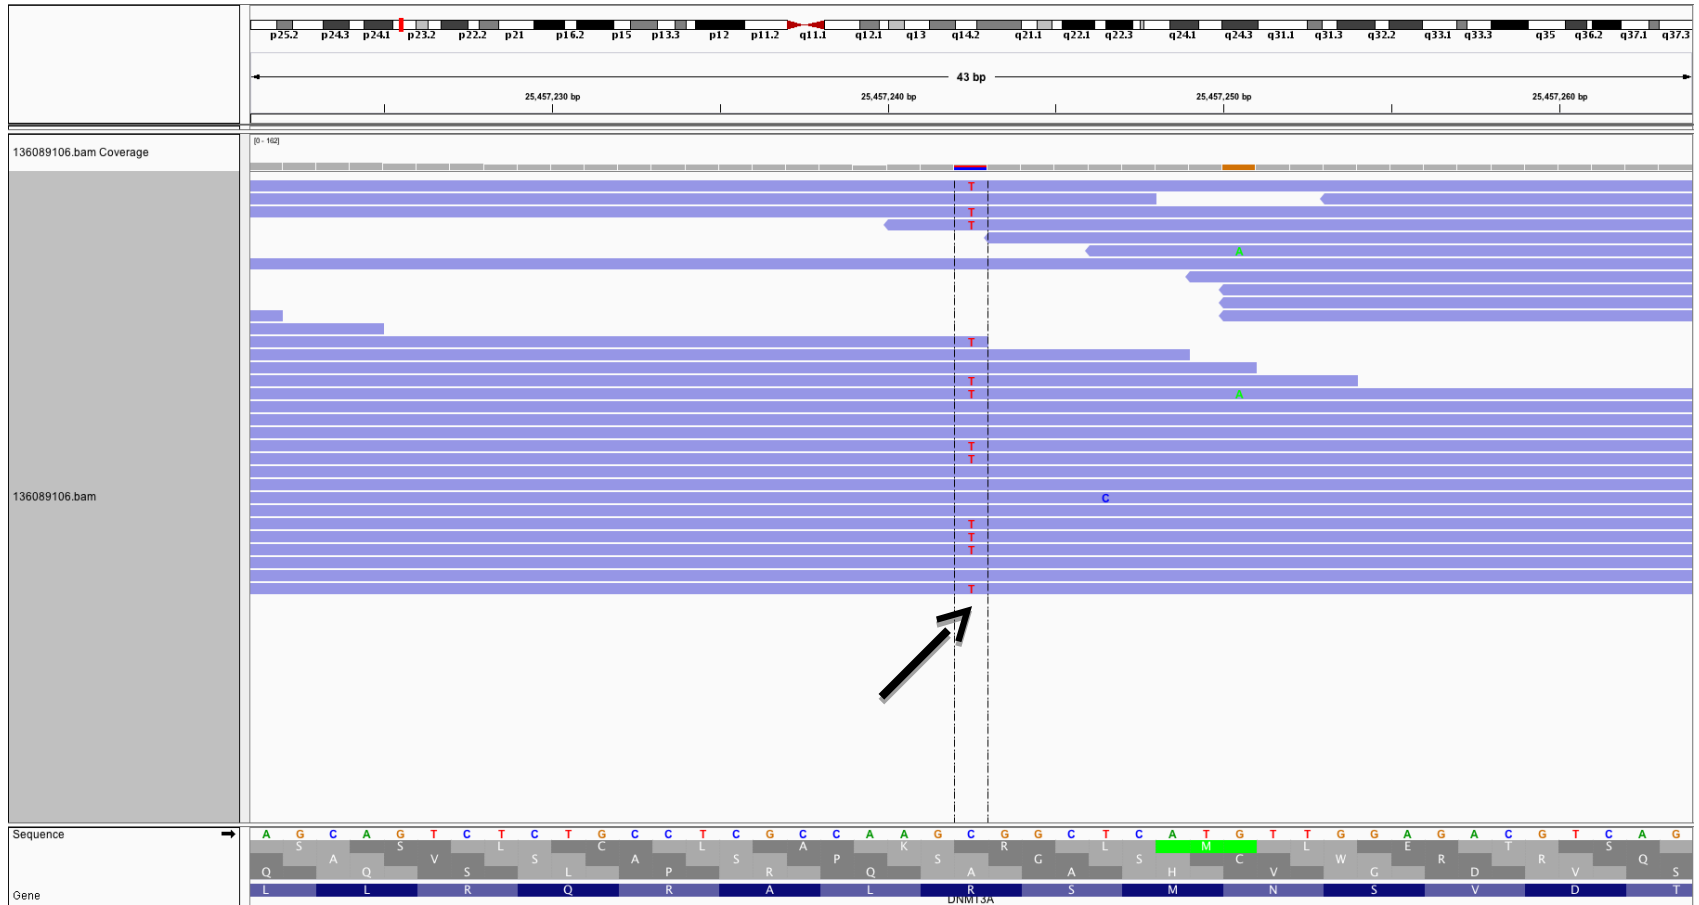 p25.2 p24.3 p24.1 p23.2 p22.2 p21 p16.2 p15 p13.3 p12 p11.2 q11.1 q12.1 q13 q14.2 q21.1 q22.1 q22.3 q24.1 q24.3 q31.1 q31.3 q32.2 q33.1 q33.3 q35 q36.2 q37.1 q37.3
43 bp
25,457,230 bp 25,457,240 bp 25,457,250 bp 25,457,260 bp
[0 - 162]
136089106.bam Coverage
T
T
T
A
T
T
T A
T
T
136089106.bam
C
T
T
T
T
Sequence A G C A G T C T C T G C C T C G C C A A G C G G C T C A T G T T G G A G A C G T C A G
S S L C L A K R L M L E T S
A V S A S P S G S C W R R Q
Q Q S L P R Q A A H V G D V S
L L R Q R A L R S M N S V D T
Gene
DNMT3A